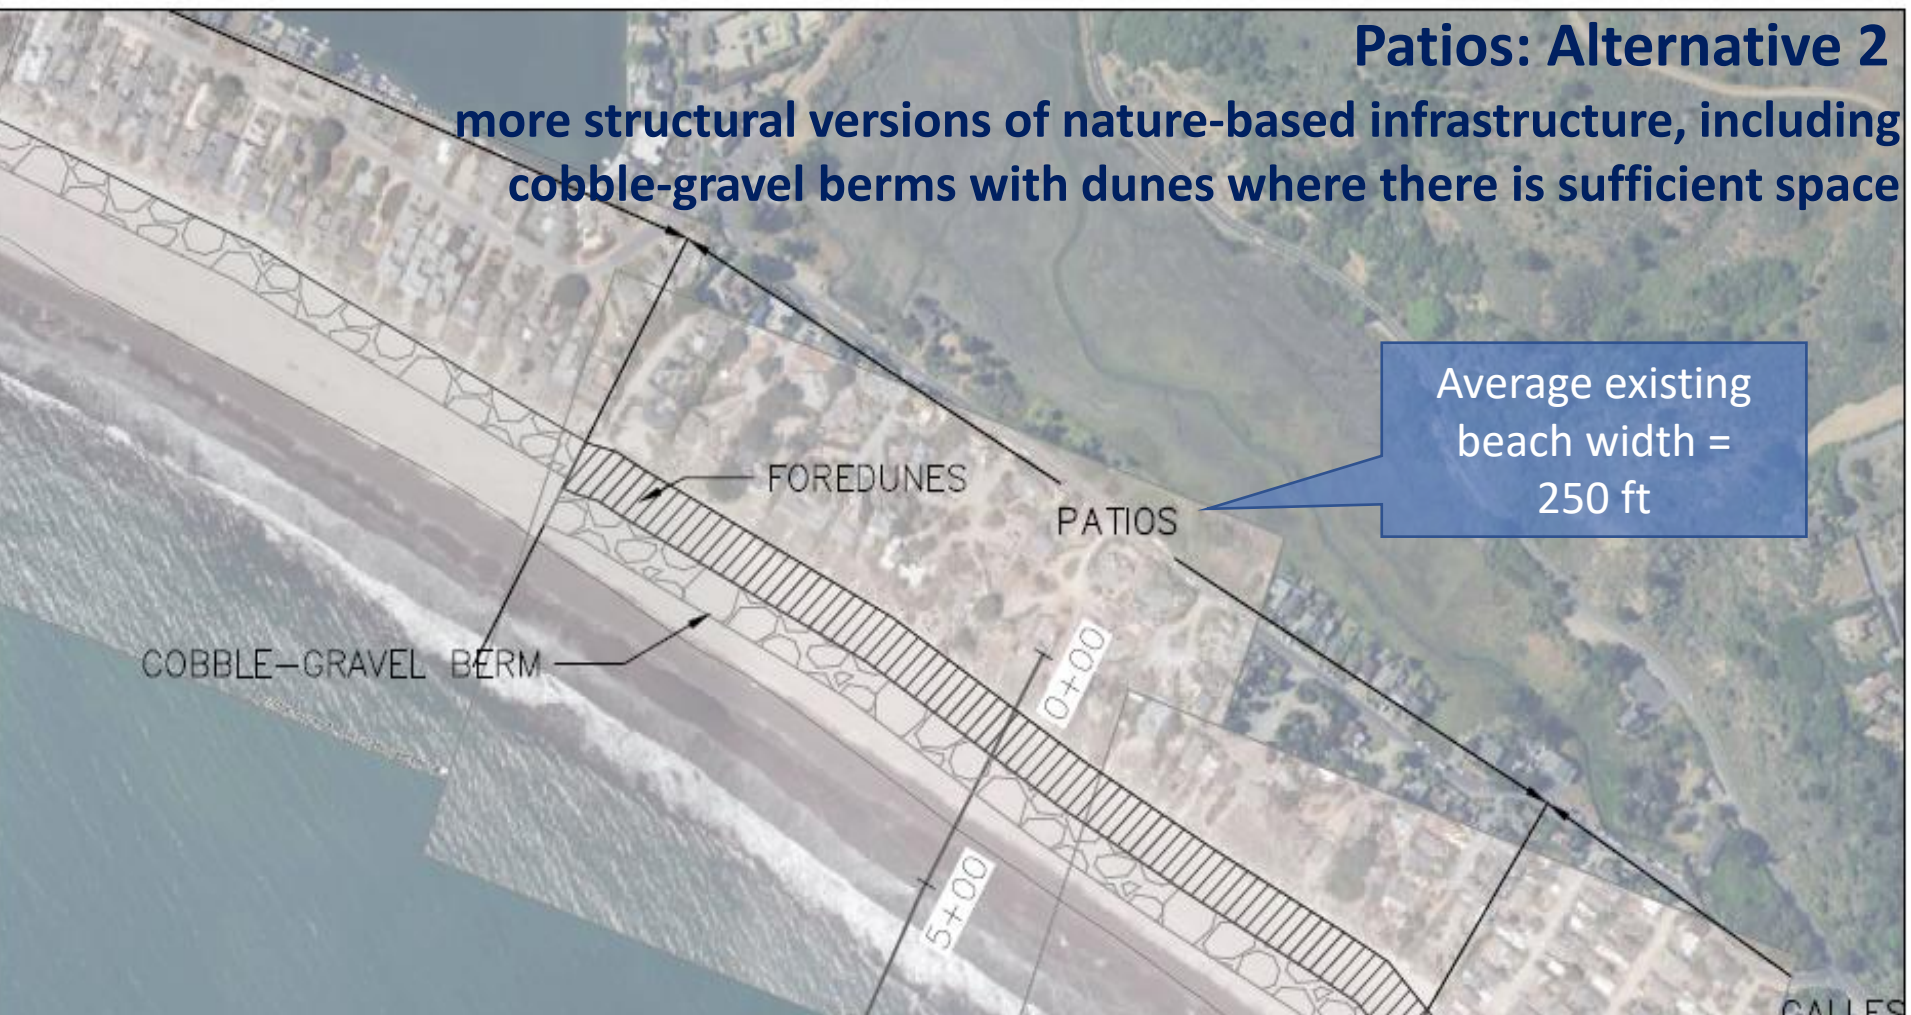 Patios: Alternative 2
more structural versions of nature-based infrastructure, including
cobble-gravel berms with dunes where there is sufficient space
Average existing
beach width =
250 ft
FOREDUNES
PATIOS
COBBLE-GRAVEL BERM
0+00
5+00
CALLES